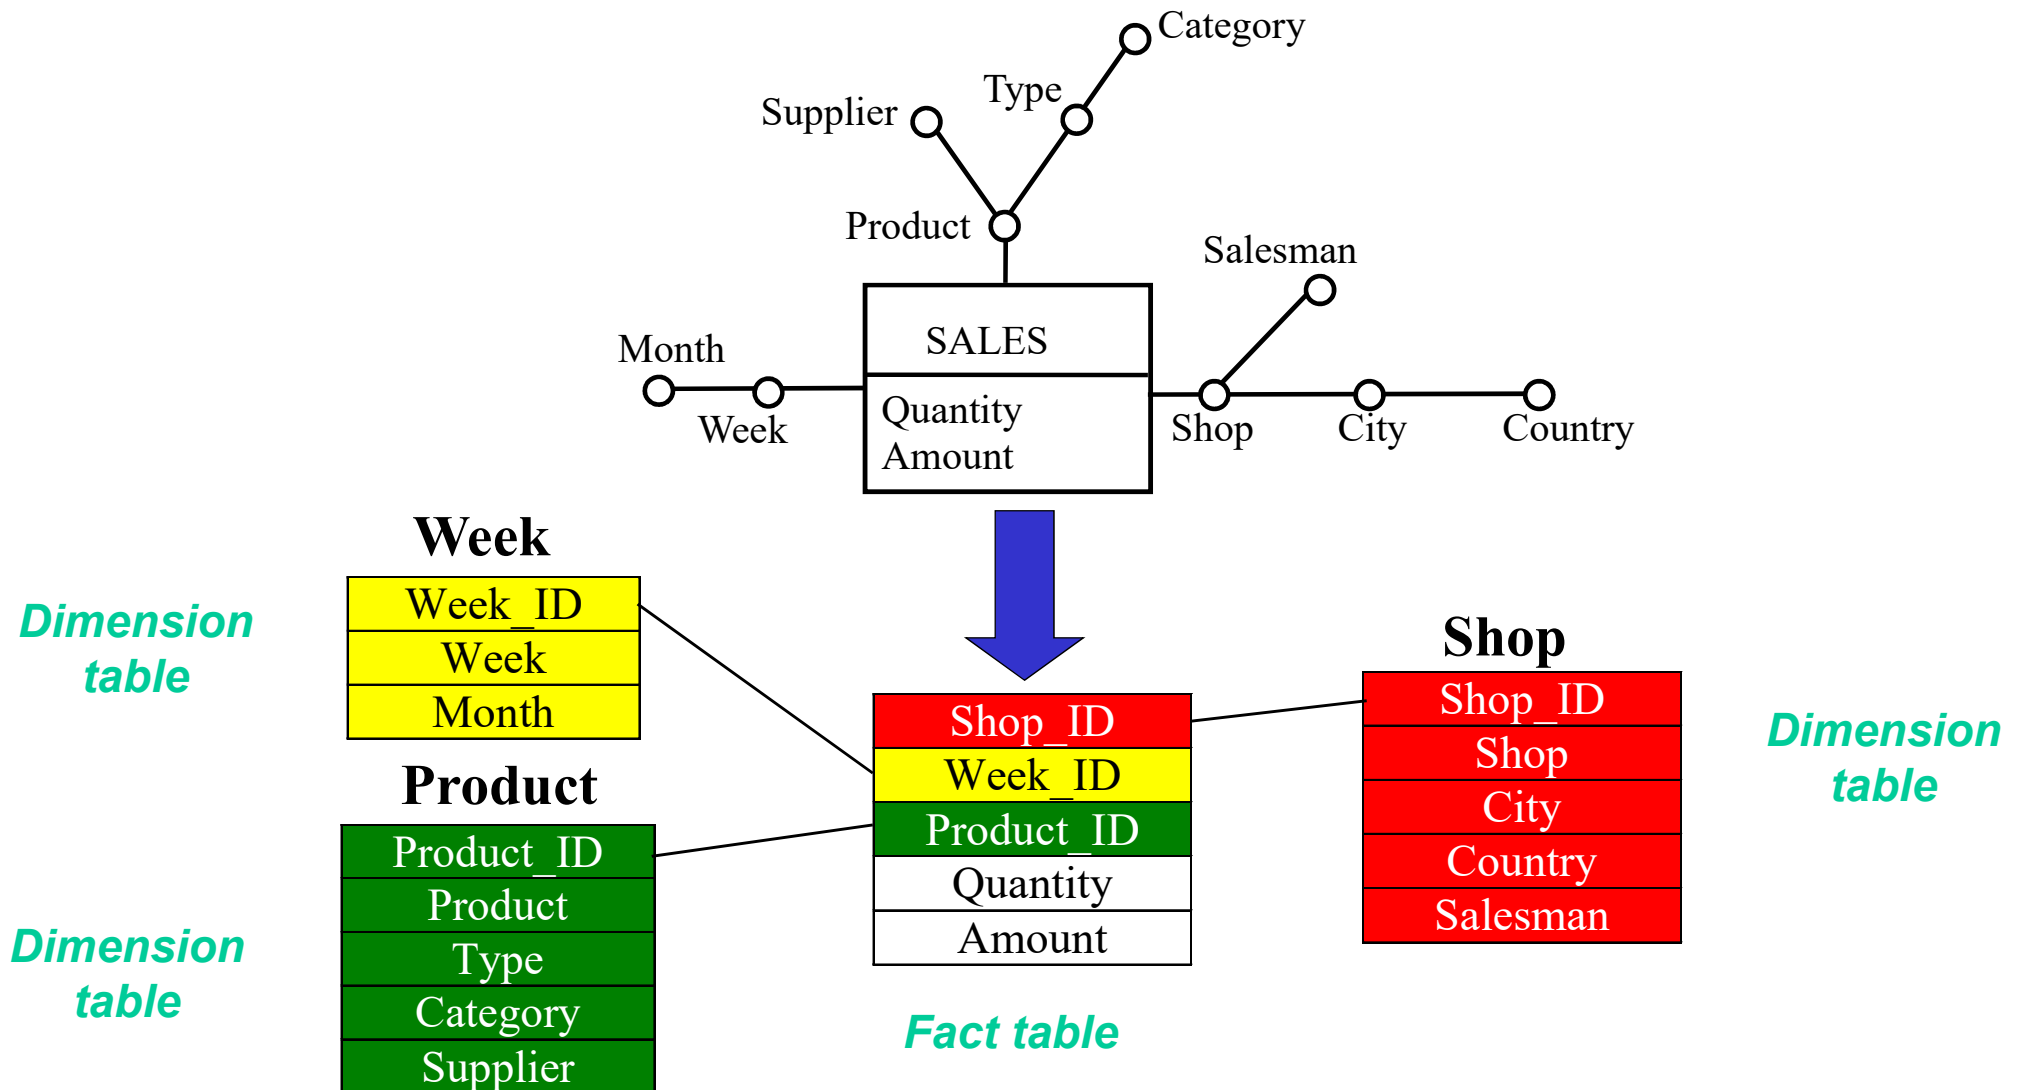 Category
Type
Supplier
Product
Salesman
SALES
Month
Quantity
Week
Shop
City
Country
Amount
Week
Week_ID
Week
Month
Dimension
table
Product
Product_ID
Product
Type
Category
Supplier
Dimension
table
Shop_ID
Week_ID
Product_ID
Quantity
Amount
Fact table
Shop
Shop_ID
Shop
City
Country
Salesman
Dimension
table